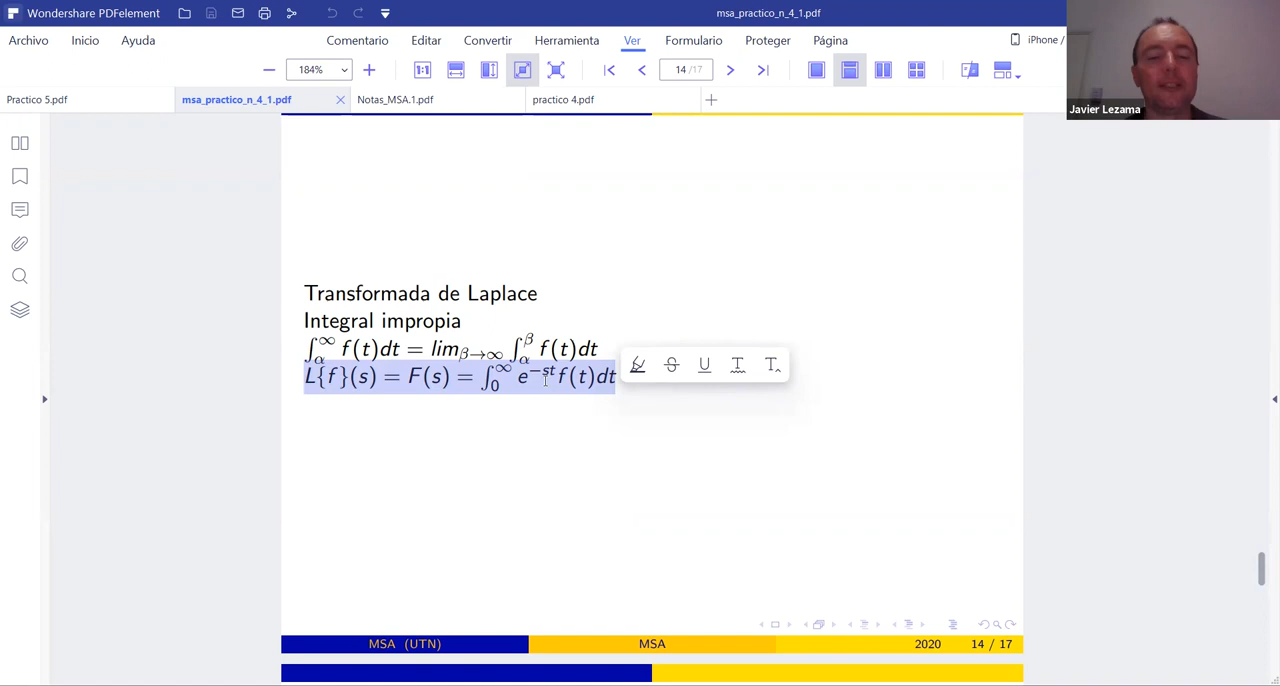 Wondershare PDFelement
msa_practico_n_4_1.pdf
Archivo Inicio Ayuda Comentario Editar Convertir Herramienta Ver Formulario Proteger Página iPhone /
184% 1:1 14 /17
Practico 5.pdf msa_practico_n_4_1.pdf Notas_MSA.1.pdf practico 4.pdf
Javier Lezama
Transformada de Laplace
Integral impropia
∫_α^∞ f(t)dt = lim_{β→∞} ∫_α^β f(t)dt
L{f}(s) = F(s) = ∫_0^∞ e^{−st} f(t)dt
MSA (UTN) MSA 2020 14 / 17